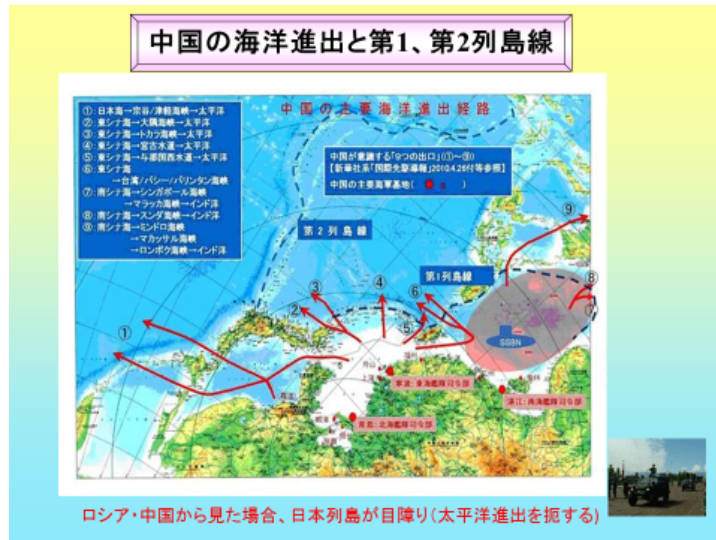 中国の海洋進出と第1、第2列島線
中国の主要海洋進出経路
①:日本海→宗谷/津軽海峡→太平洋
②:東シナ海→大隅海峡→太平洋
③:東シナ海→トカラ海峡→太平洋
④:東シナ海→宮古水道→太平洋
⑤:東シナ海→与那国西水道→太平洋
⑥:東シナ海
→台湾/バシー/バリンタン海峡
⑦:南シナ海→シンガポール海峡
→マラッカ海峡→インド洋
⑧:南シナ海→スンダ海峡→インド洋
⑨:南シナ海→ミンドロ海峡
→マカッサル海峡
→ロンボク海峡→インド洋
中国が意識する「9つの出口」(①~⑨)
【新華社系「国際先駆導報」2010.4.26付等参照】
中国の主要海軍基地( )
第2列島線
第1列島線
⑨
⑧
⑦
③
④
⑥
②
⑤
①
SSBN
寧波:東海艦隊司令部
湛江:南海艦隊司令部
青島:北海艦隊司令部
ロシア・中国から見た場合、日本列島が目障り(太平洋進出を扼する)